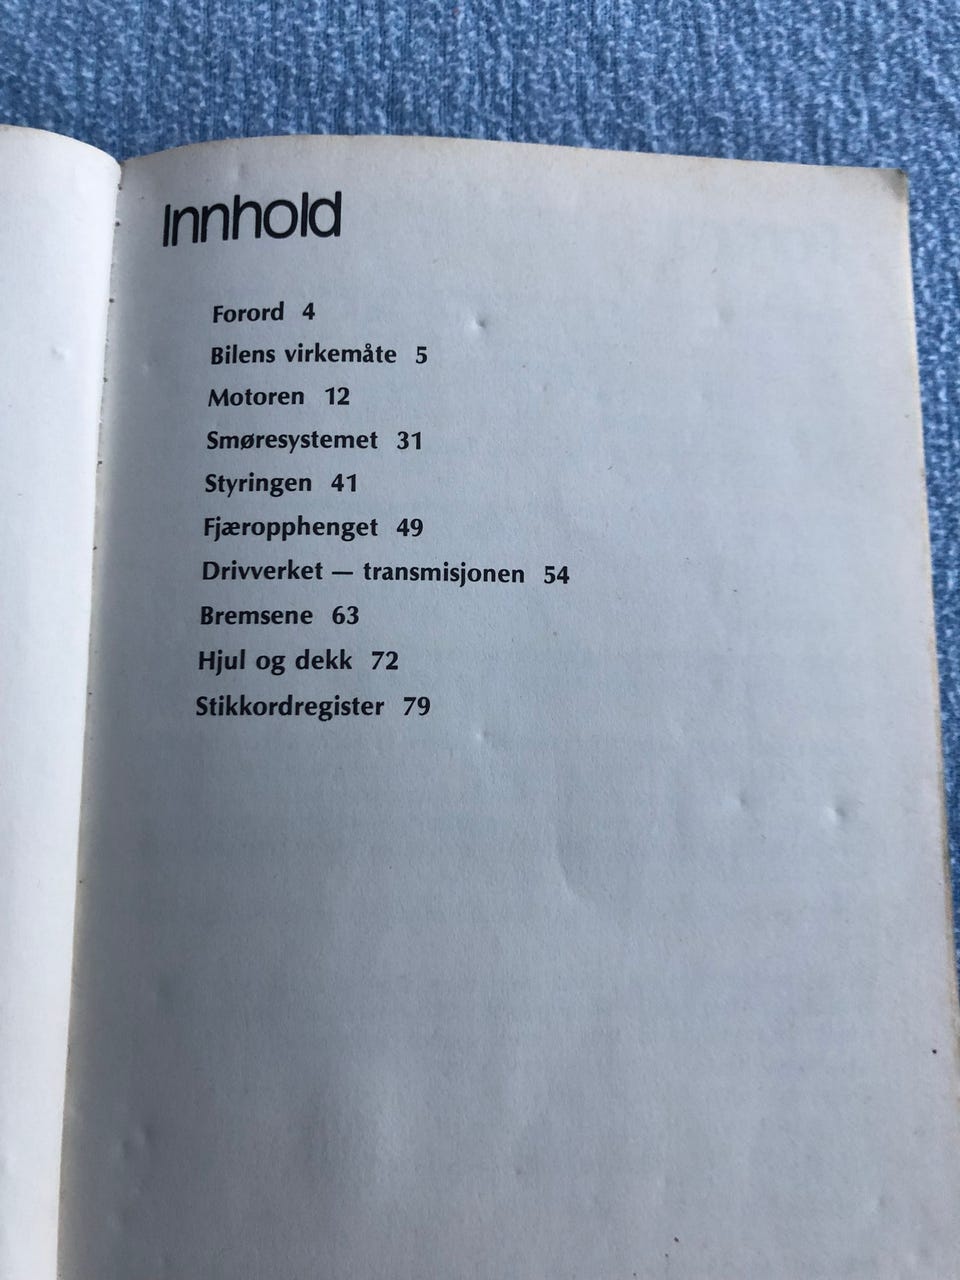 Innhold
Forord 4
Bilens virkemåte 5
Motoren 12
Smøresystemet 31
Styringen 41
Fjæropphenget 49
Drivverket — transmisjonen 54
Bremsene 63
Hjul og dekk 72
Stikkordregister 79